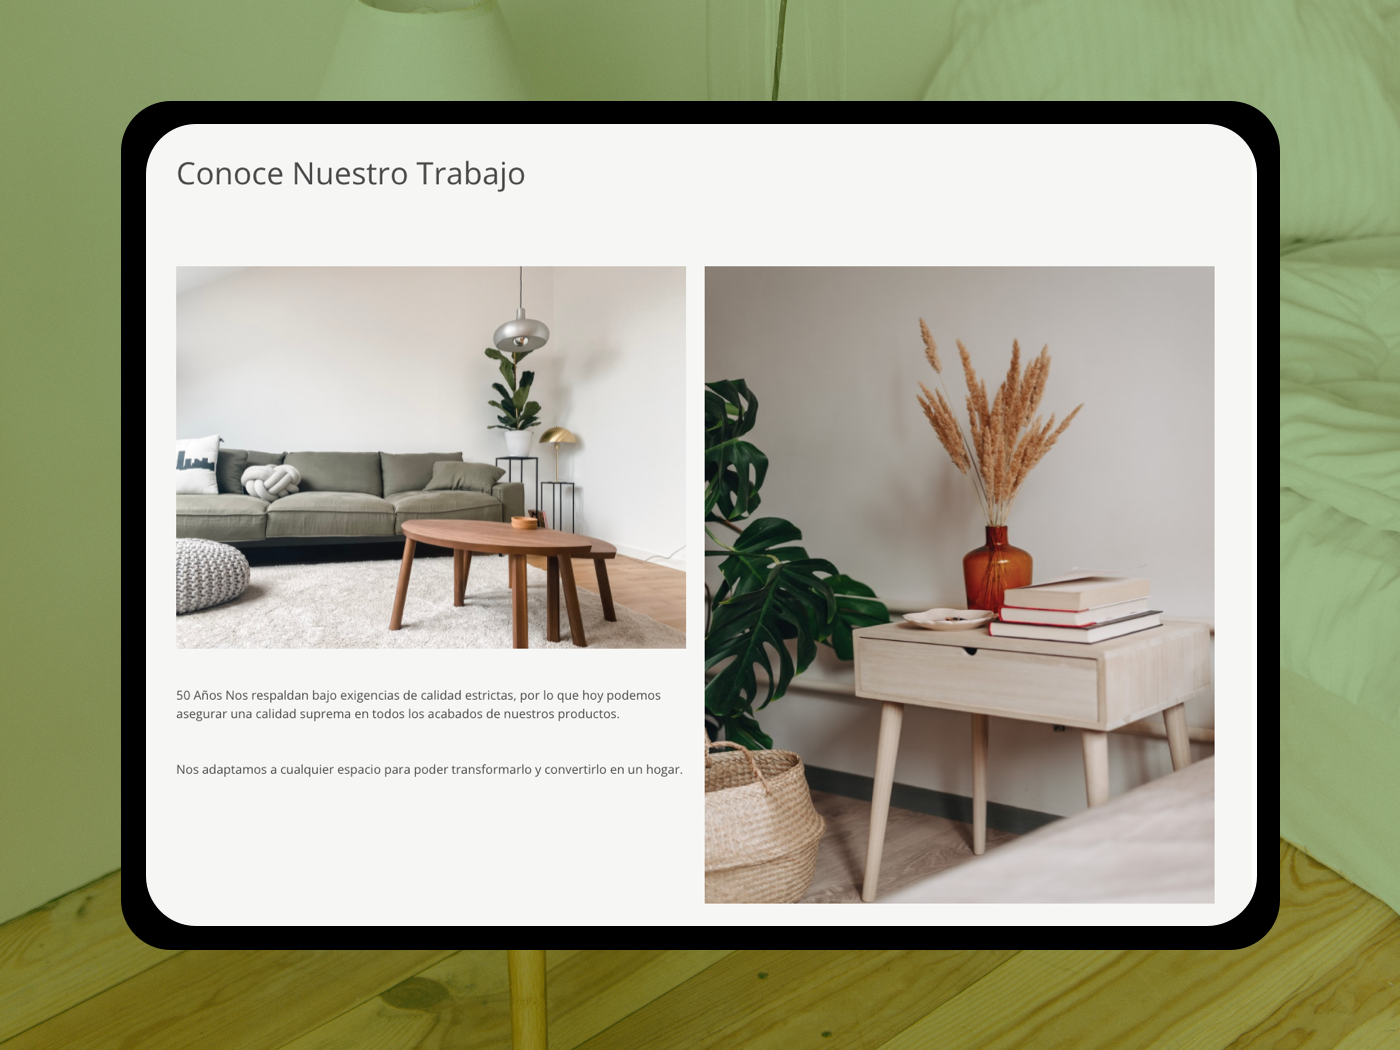 Conoce Nuestro Trabajo
50 Años Nos respaldan bajo exigencias de calidad estrictas, por lo que hoy podemos
asegurar una calidad suprema en todos los acabados de nuestros productos.
Nos adaptamos a cualquier espacio para poder transformarlo y convertirlo en un hogar.